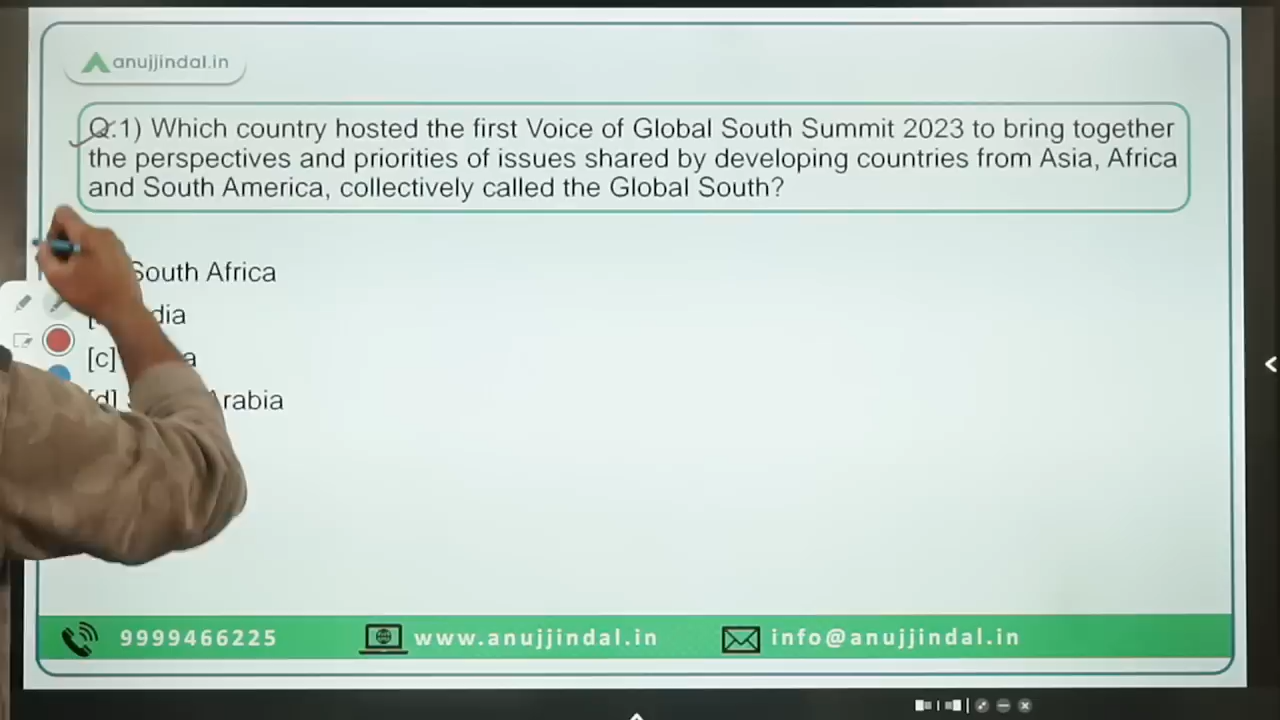 anujjindal.in
Q.1) Which country hosted the first Voice of Global South Summit 2023 to bring together
the perspectives and priorities of issues shared by developing countries from Asia, Africa
and South America, collectively called the Global South?
South Africa
[c]
[d] Arabia
9999466225 www.anujjindal.in info@anujjindal.in